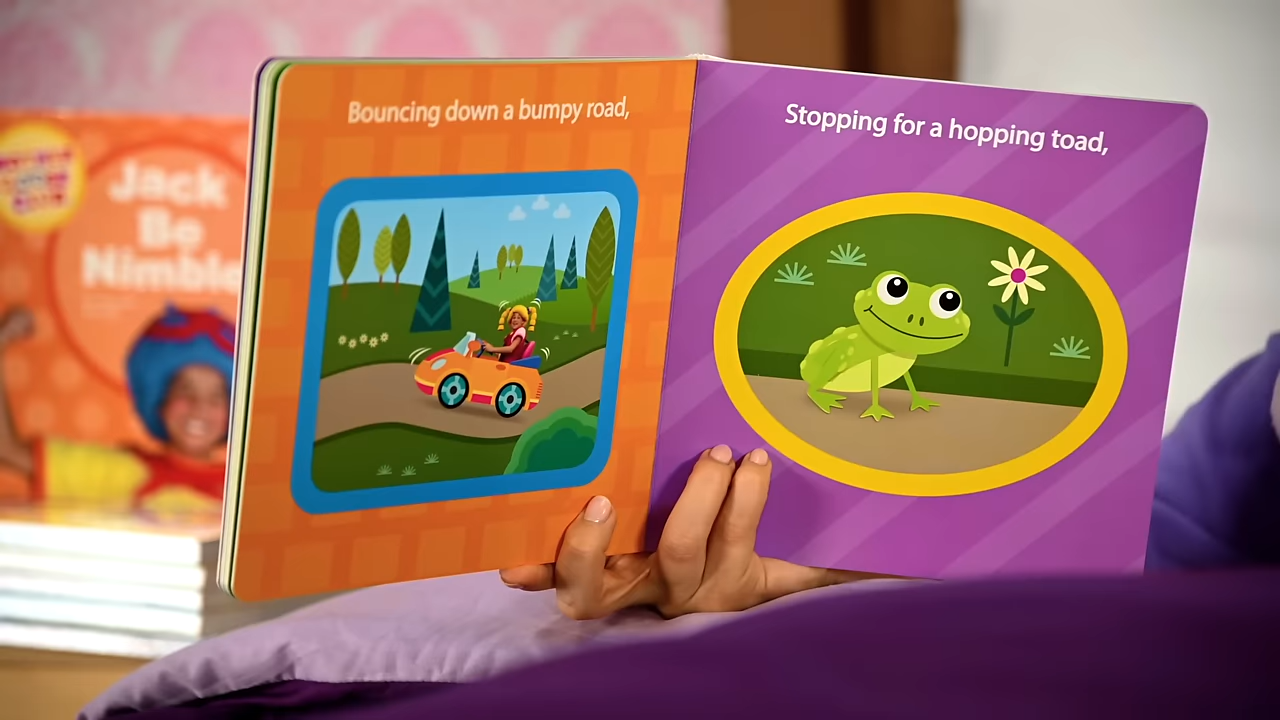 Bouncing down a bumpy road,
Stopping for a hopping toad,
Jack
Be
Nimble